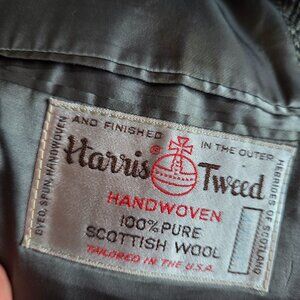 DYED, SPUN, HANDWOVEN AND FINISHED IN THE OUTER HEBRIDES OF SCOTLAND
Harris Tweed
HANDWOVEN
100% PURE
SCOTTISH WOOL
TAILORED IN THE U.S.A.